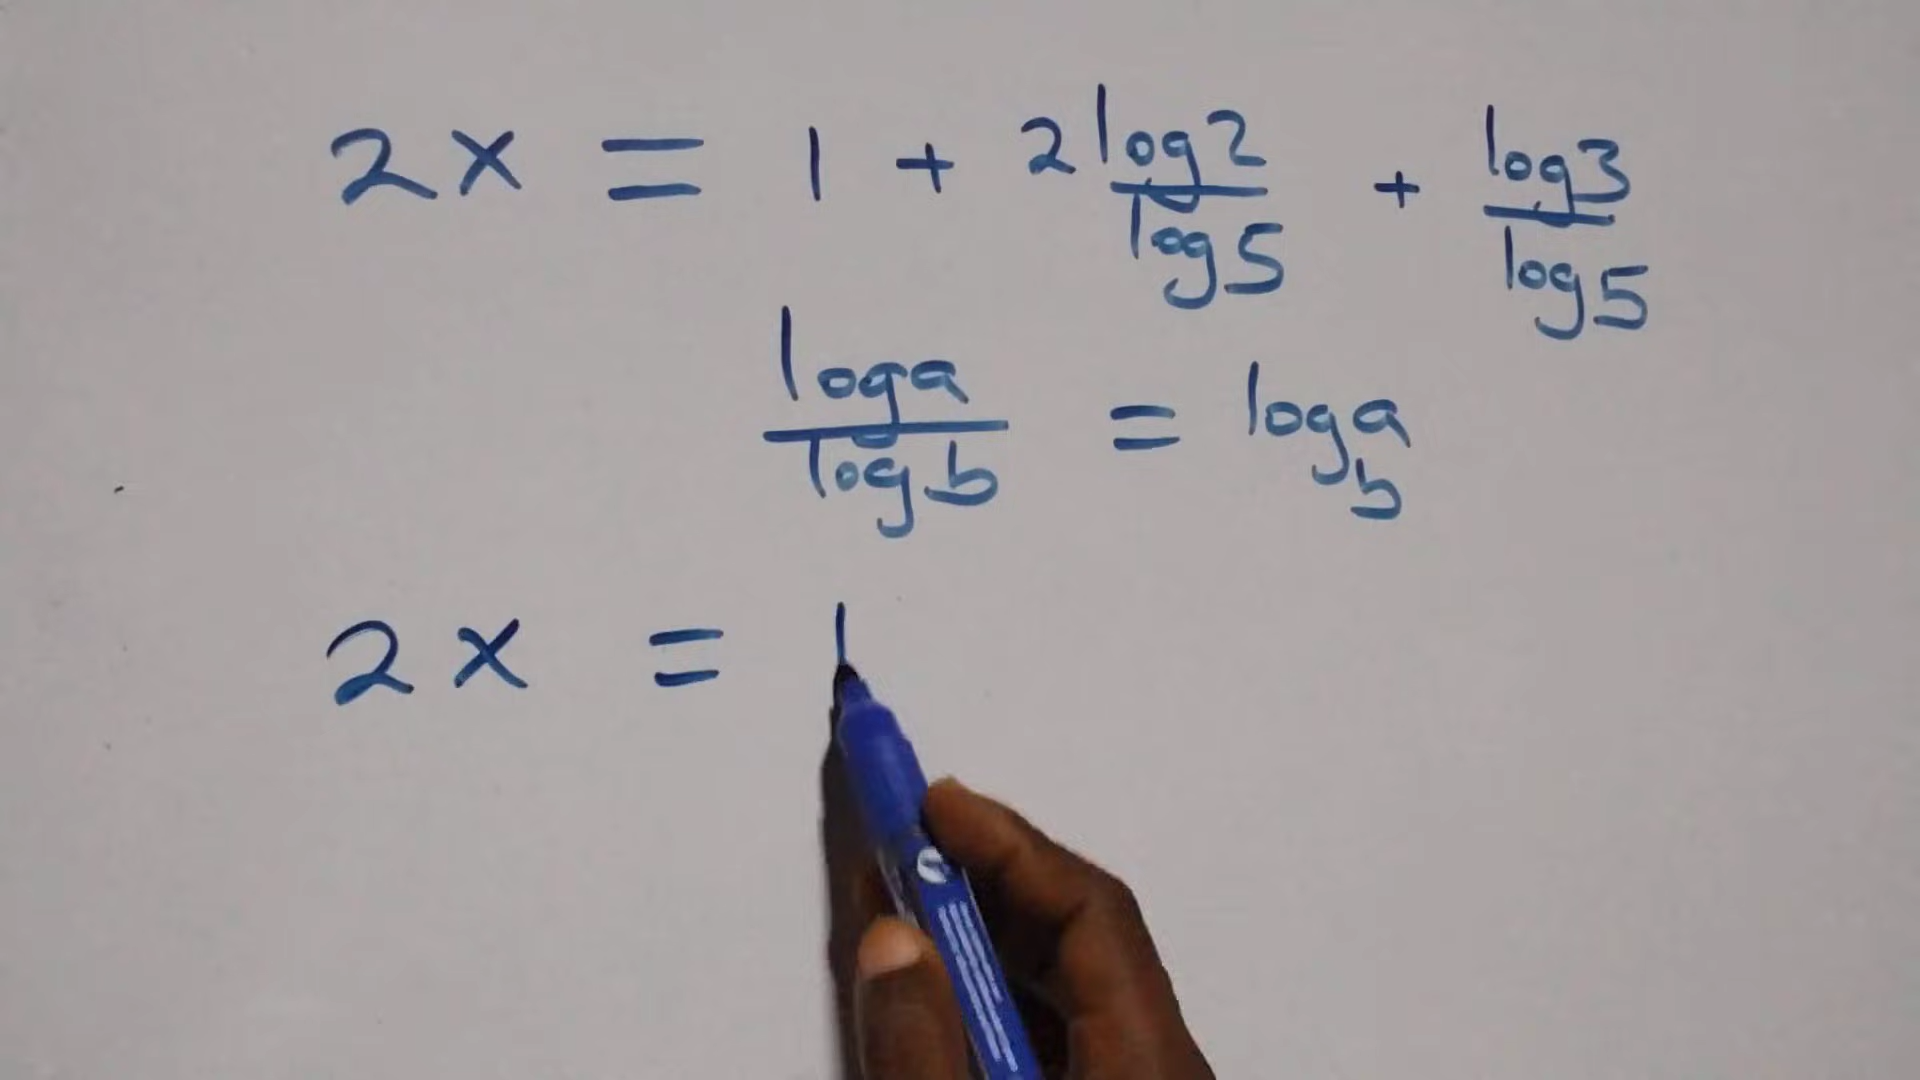 2x = 1 + 2 log2/log5 + log3/log5
loga/logb = log_b a
2x = 1